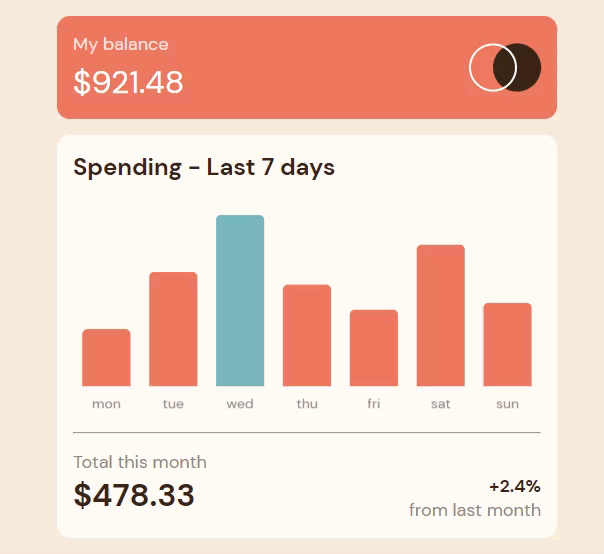 My balance
$921.48
Spending - Last 7 days
mon tue wed thu fri sat sun
Total this month
$478.33
+2.4%
from last month